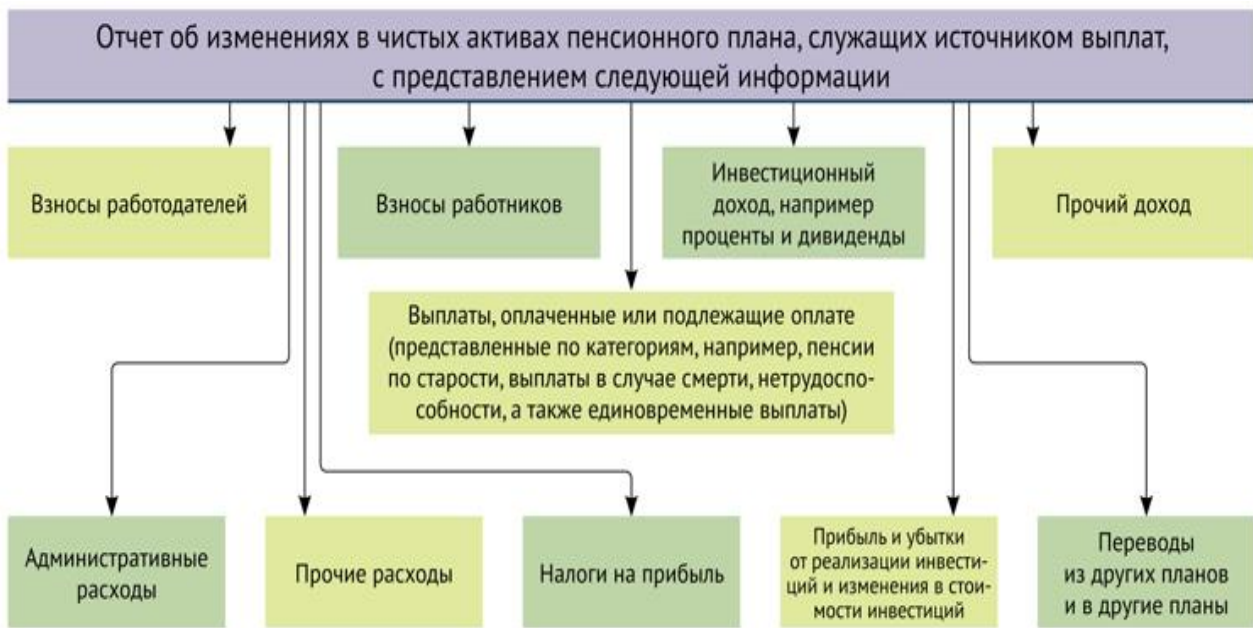 Отчет об изменениях в чистых активах пенсионного плана, служащих источником выплат,
с представлением следующей информации
Взносы работодателей
Взносы работников
Инвестиционный
доход, например
проценты и дивиденды
Прочий доход
Выплаты, оплаченные или подлежащие оплате
(представленные по категориям, например, пенсии
по старости, выплаты в случае смерти, нетрудоспо-
собности, а также единовременные выплаты)
Административные
расходы
Прочие расходы
Налоги на прибыль
Прибыль и убытки
от реализации инвести-
ций и изменения в стои-
мости инвестиций
Переводы
из других планов
и в другие планы